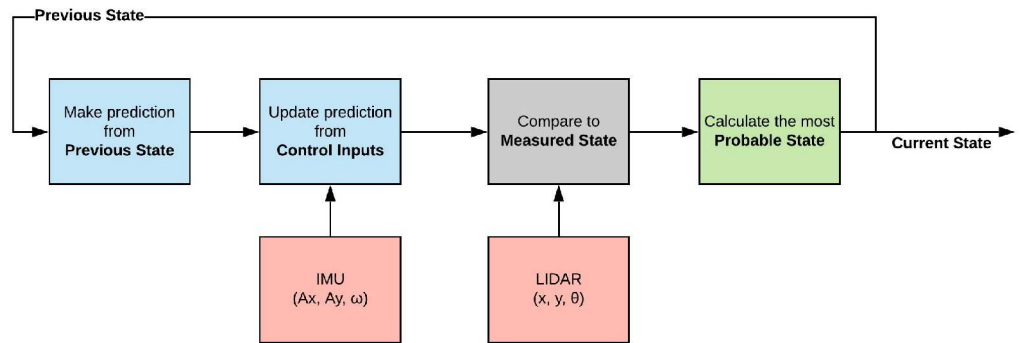 Previous State
Make prediction
from
Previous State
Update prediction
from
Control Inputs
Compare to
Measured State
Calculate the most
Probable State
Current State
IMU
(Ax, Ay, ω)
LIDAR
(x, y, θ)